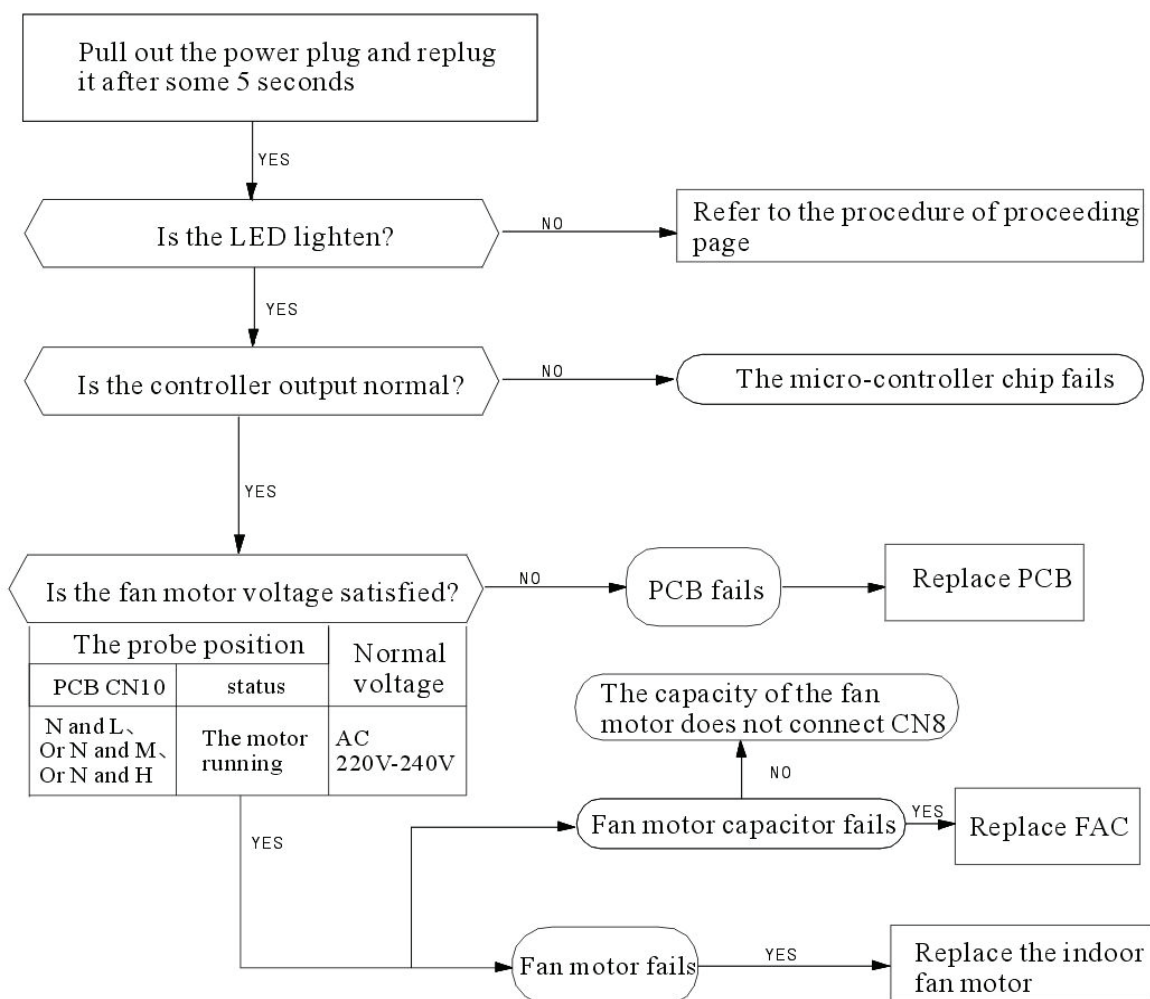 Pull out the power plug and replug
it after some 5 seconds
YES
Is the LED lighten?
NO
Refer to the procedure of proceeding
page
YES
Is the controller output normal?
NO
The micro-controller chip fails
YES
Is the fan motor voltage satisfied?
NO
PCB fails
Replace PCB
The probe position
Normal
voltage
PCB CN10
status
N and L、
Or N and M、
Or N and H
The motor
running
AC
220V-240V
The capacity of the fan
motor does not connect CN8
NO
YES
Fan motor capacitor fails
YES
Replace FAC
Fan motor fails
YES
Replace the indoor
fan motor